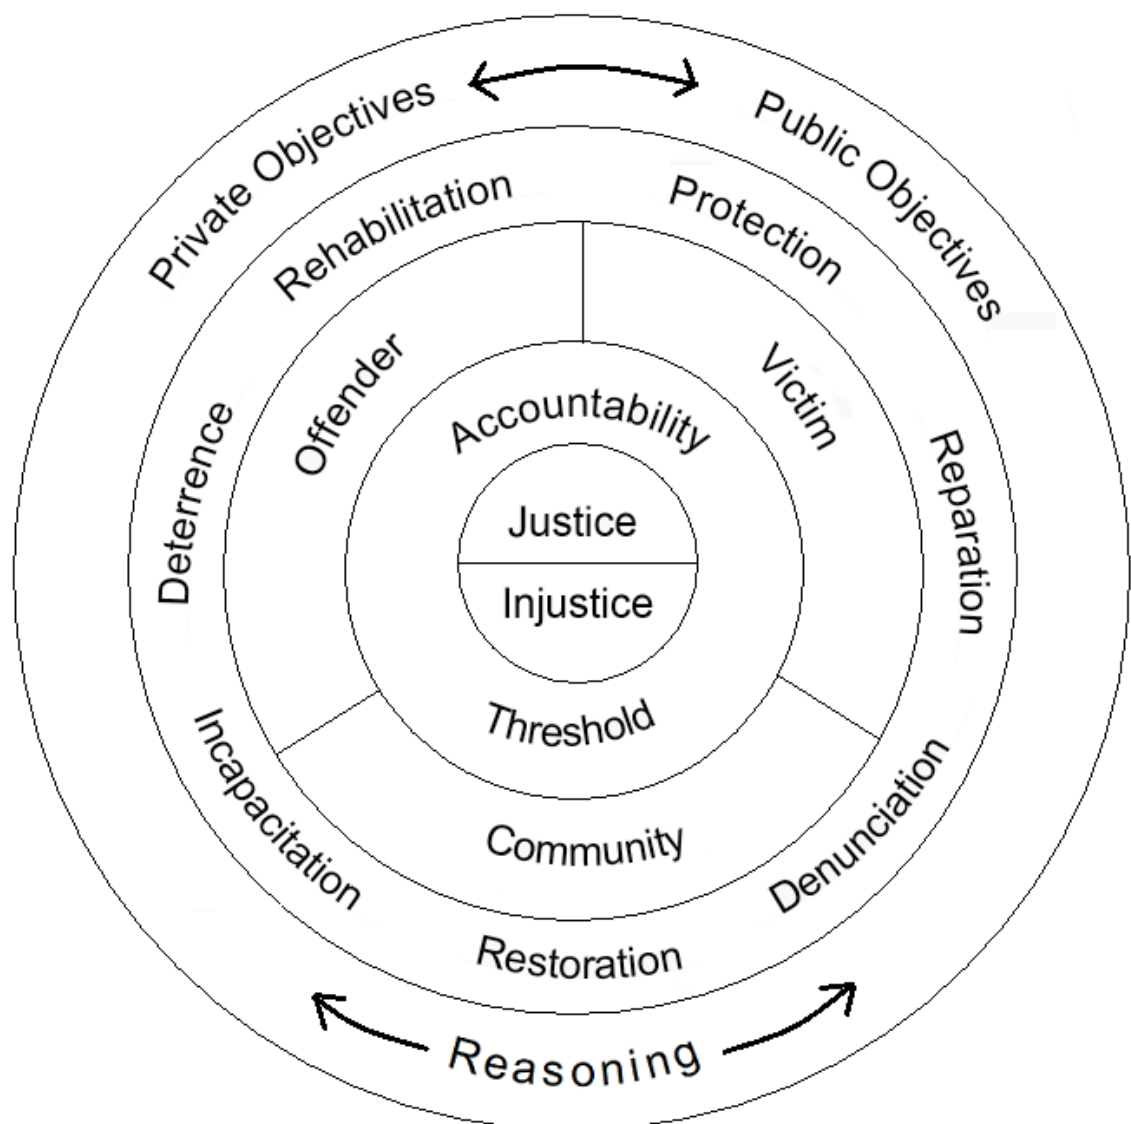 Private Objectives
Public Objectives
Rehabilitation
Protection
Deterrence
Reparation
Incapacitation
Denunciation
Restoration
Offender
Victim
Community
Accountability
Threshold
Justice
Injustice
Reasoning